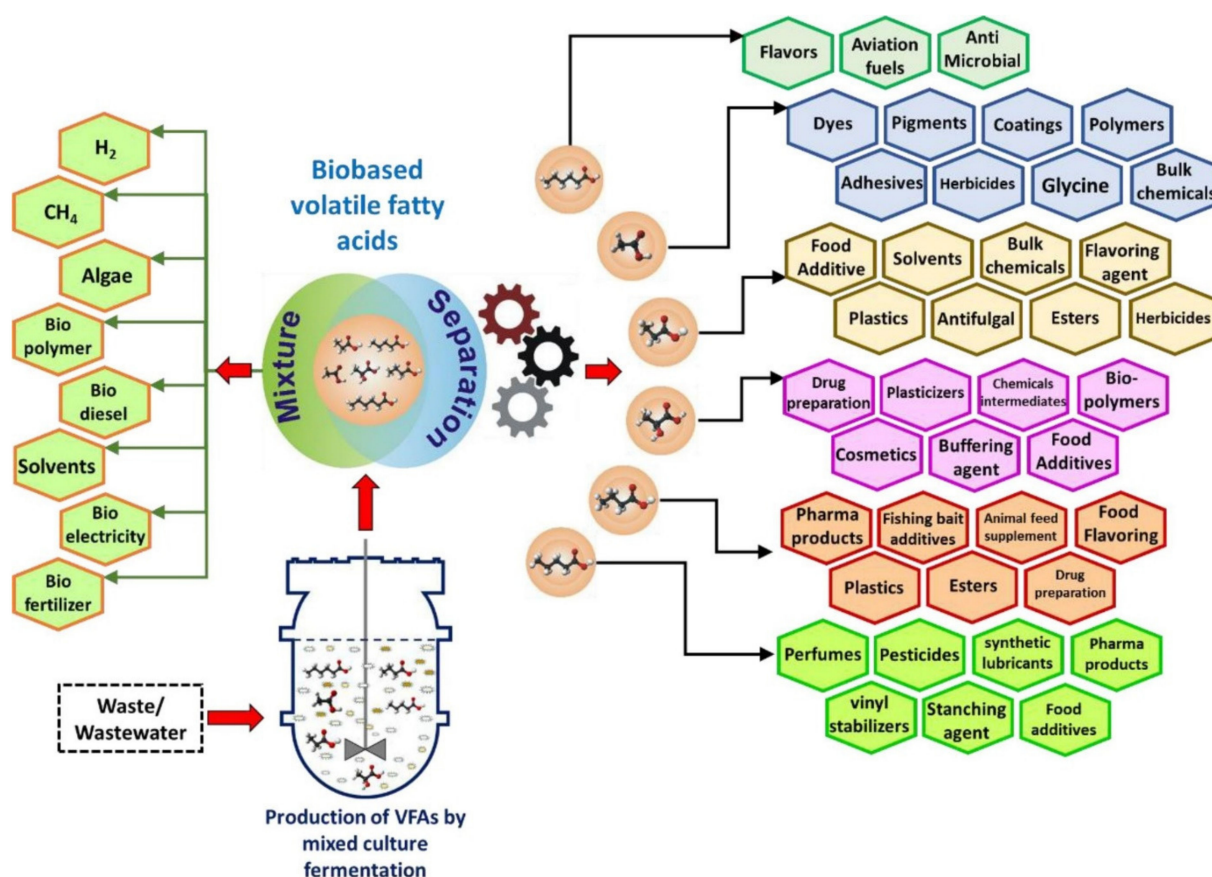 H2
CH4
Algae
Bio
polymer
Bio
diesel
Solvents
Bio
electricity
Bio
fertilizer
Biobased
volatile fatty
acids
Mixture
Separation
Waste/
Wastewater
Production of VFAs by
mixed culture
fermentation
Flavors
Aviation
fuels
Anti
Microbial
Dyes
Pigments
Coatings
Polymers
Adhesives
Herbicides
Glycine
Bulk
chemicals
Food
Additive
Solvents
Bulk
chemicals
Flavoring
agent
Plastics
Antifulgal
Esters
Herbicides
Drug
preparation
Plasticizers
Chemicals
intermediates
Bio-
polymers
Cosmetics
Buffering
agent
Food
Additives
Pharma
products
Fishing bait
additives
Animal feed
supplement
Food
Flavoring
Plastics
Esters
Drug
preparation
Perfumes
Pesticides
synthetic
lubricants
Pharma
products
vinyl
stabilizers
Stanching
agent
Food
additives